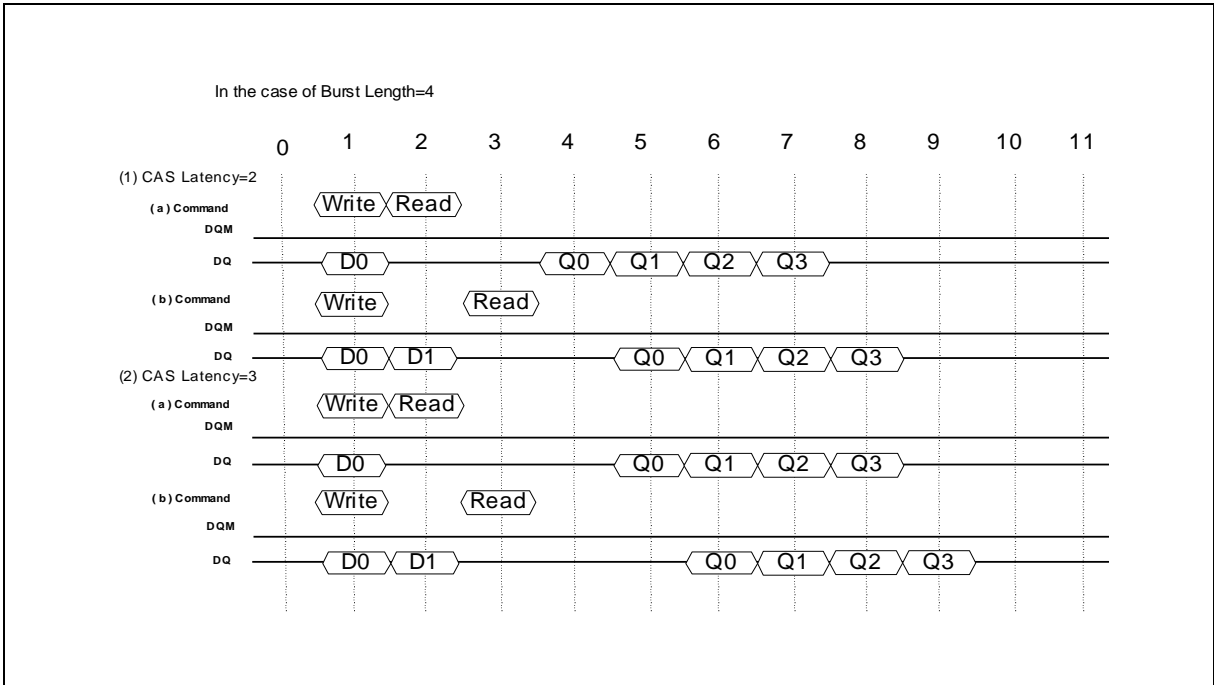 In the case of Burst Length=4
0 1 2 3 4 5 6 7 8 9 10 11
(1) CAS Latency=2
(a) Command Write Read
DQM
DQ D0 Q0 Q1 Q2 Q3
(b) Command Write Read
DQM
DQ D0 D1 Q0 Q1 Q2 Q3
(2) CAS Latency=3
(a) Command Write Read
DQM
DQ D0 Q0 Q1 Q2 Q3
(b) Command Write Read
DQM
DQ D0 D1 Q0 Q1 Q2 Q3